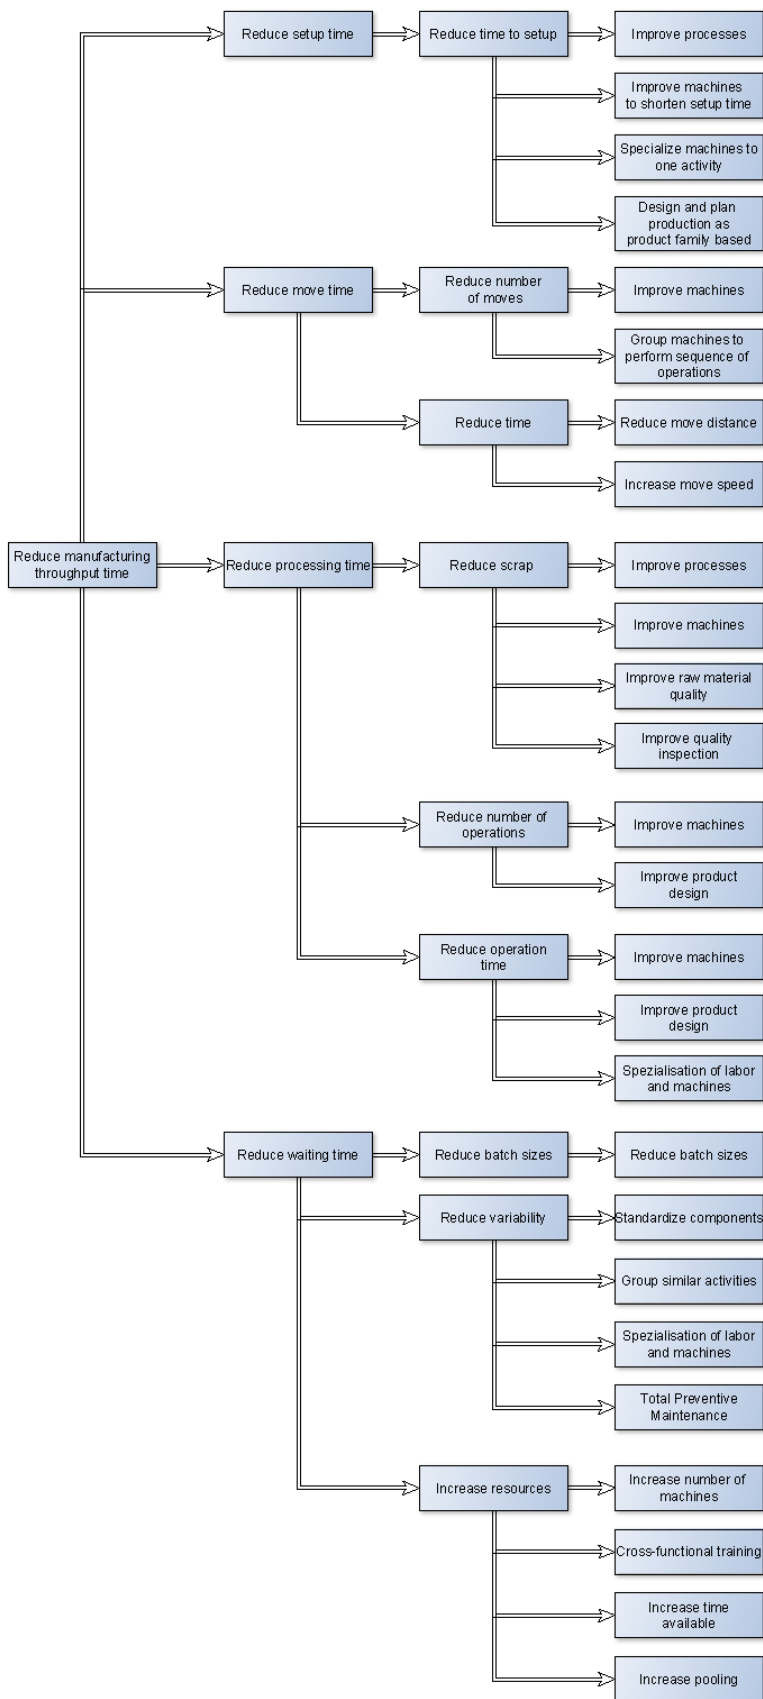 Reduce setup time
Reduce time to setup
Improve processes
Improve machines
to shorten setup time
Specialize machines to
one activity
Design and plan
production as
product family based
Reduce move time
Reduce number
of moves
Improve machines
Group machines to
perform sequence of
operations
Reduce time
Reduce move distance
Increase move speed
Reduce manufacturing
throughput time
Reduce processing time
Reduce scrap
Improve processes
Improve machines
Improve raw material
quality
Improve quality
inspection
Reduce number of
operations
Improve machines
Improve product
design
Reduce operation
time
Improve machines
Improve product
design
Spezialisation of labor
and machines
Reduce waiting time
Reduce batch sizes
Reduce batch sizes
Reduce variability
Standardize components
Group similar activities
Spezialisation of labor
and machines
Total Preventive
Maintenance
Increase resources
Increase number of
machines
Cross-functional training
Increase time
available
Increase pooling